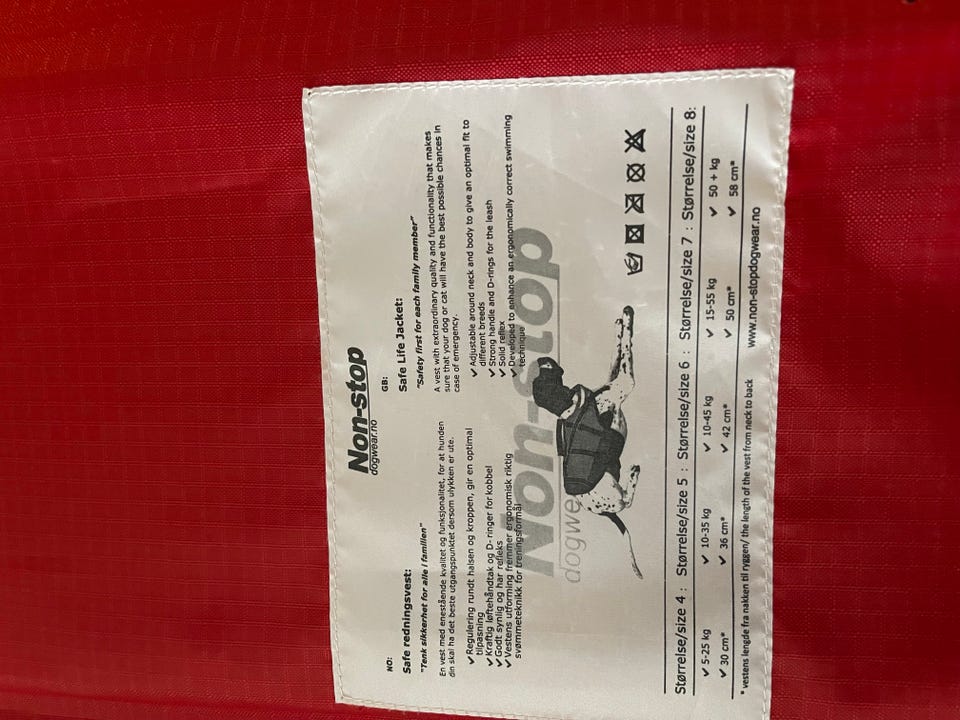 Non-stop
dogwear.no
NO:
Safe redningsvest:
"Tenk sikkerhet for alle i familien"
En vest med enestående kvalitet og funksjonalitet, for at hunden
din skal ha det beste utgangspunktet dersom ulykken er ute.
✓ Regulering rundt halsen og kroppen, gir en optimal
tilpasning
✓ Kraftig løftehåndtak og D-ringer for kobbel
✓ Godt synlig og har refleks
✓ Vestens utforming fremmer ergonomisk riktig
svømmeteknikk for treningsformål
GB:
Safe Life Jacket:
"Safety first for each family member"
A vest with extraordinary quality and functionality that makes
sure that your dog or cat will have the best possible chances in
case of emergency.
✓ Adjustable around neck and body to give an optimal fit to
different breeds
✓ Strong handle and D-rings for the leash
✓ Solid reflex
✓ Developed to enhance an ergonomically correct swimming
technique
Non-stop
dogwe
Størrelse/size 4 : Størrelse/size 5 : Størrelse/size 6 : Størrelse/size 7 : Størrelse/size 8:
✓ 5-25 kg ✓ 10-35 kg ✓ 10-45 kg ✓ 15-55 kg ✓ 50 + kg
✓ 30 cm* ✓ 36 cm* ✓ 42 cm* ✓ 50 cm* ✓ 58 cm*
* vestens lengde fra nakken til ryggen/ the length of the vest from neck to back www.non-stopdogwear.no